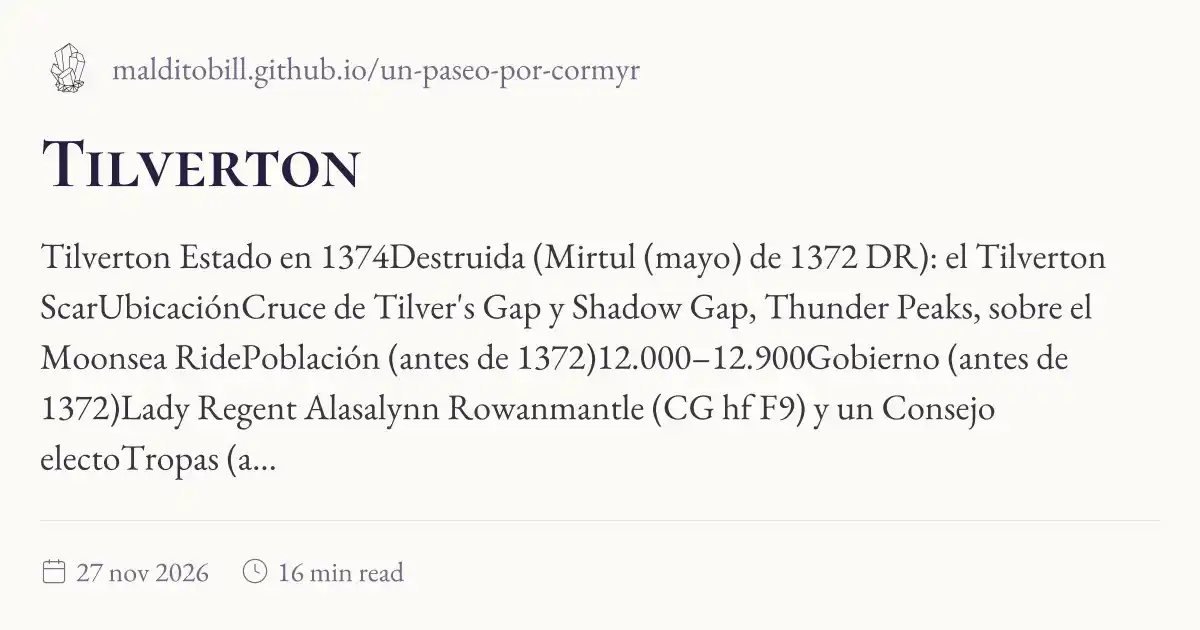 malditobill.github.io/un-paseo-por-cormyr
Tilverton
Tilverton Estado en 1374Destruida (Mirtul (mayo) de 1372 DR): el Tilverton
ScarUbicaciónCruce de Tilver's Gap y Shadow Gap, Thunder Peaks, sobre el
Moonsea RidePoblación (antes de 1372)12.000–12.900Gobierno (antes de
1372)Lady Regent Alasalynn Rowanmantle (CG hf F9) y un Consejo
electoTropas (a...
27 nov 2026 16 min read